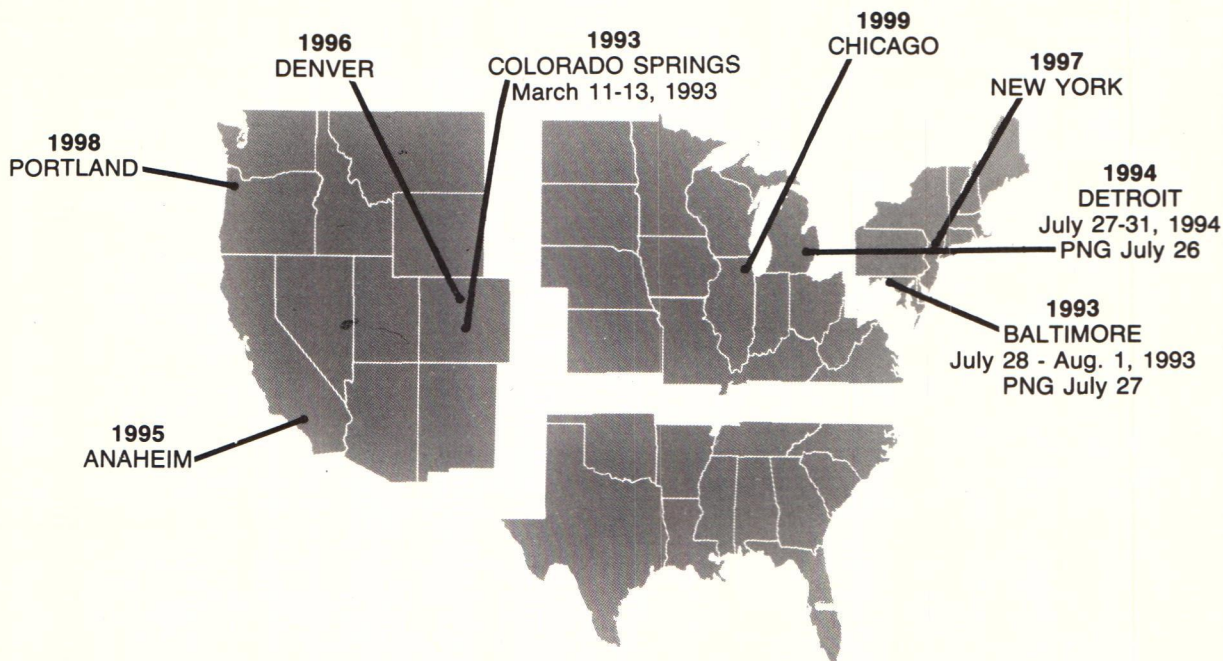 1996
DENVER
1993
COLORADO SPRINGS
March 11-13, 1993
1999
CHICAGO
1997
NEW YORK
1998
PORTLAND
1994
DETROIT
July 27-31, 1994
PNG July 26
1993
BALTIMORE
July 28 - Aug. 1, 1993
PNG July 27
1995
ANAHEIM